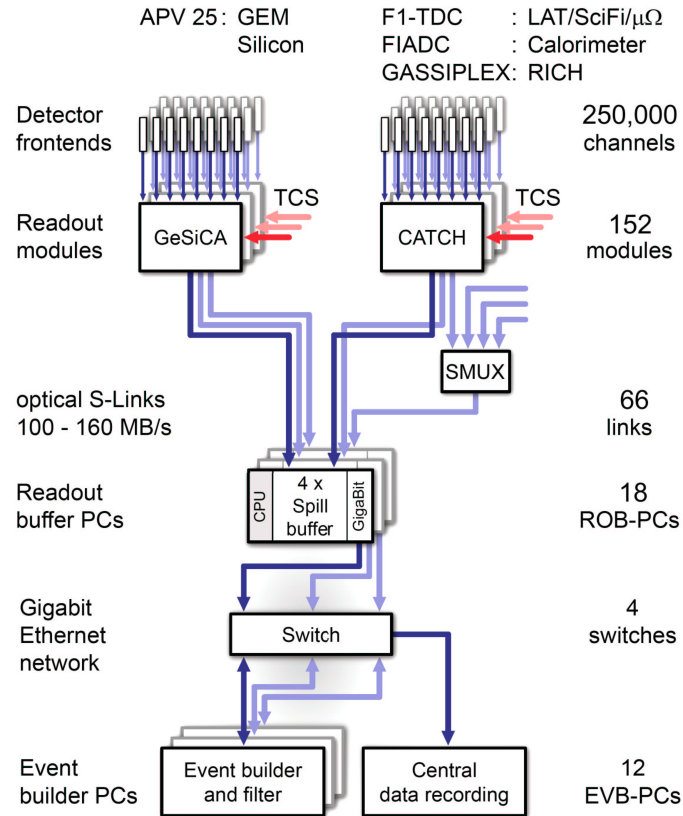 APV 25: GEM
Silicon
F1-TDC : LAT/SciFi/μΩ
FIADC : Calorimeter
GASSIPLEX: RICH
Detector
frontends
250,000
channels
TCS
TCS
Readout
modules
GeSiCA
CATCH
152
modules
SMUX
optical S-Links
100 - 160 MB/s
66
links
Readout
buffer PCs
CPU
4 x
Spill
buffer
GigaBit
18
ROB-PCs
Gigabit
Ethernet
network
Switch
4
switches
Event
builder PCs
Event builder
and filter
Central
data recording
12
EVB-PCs